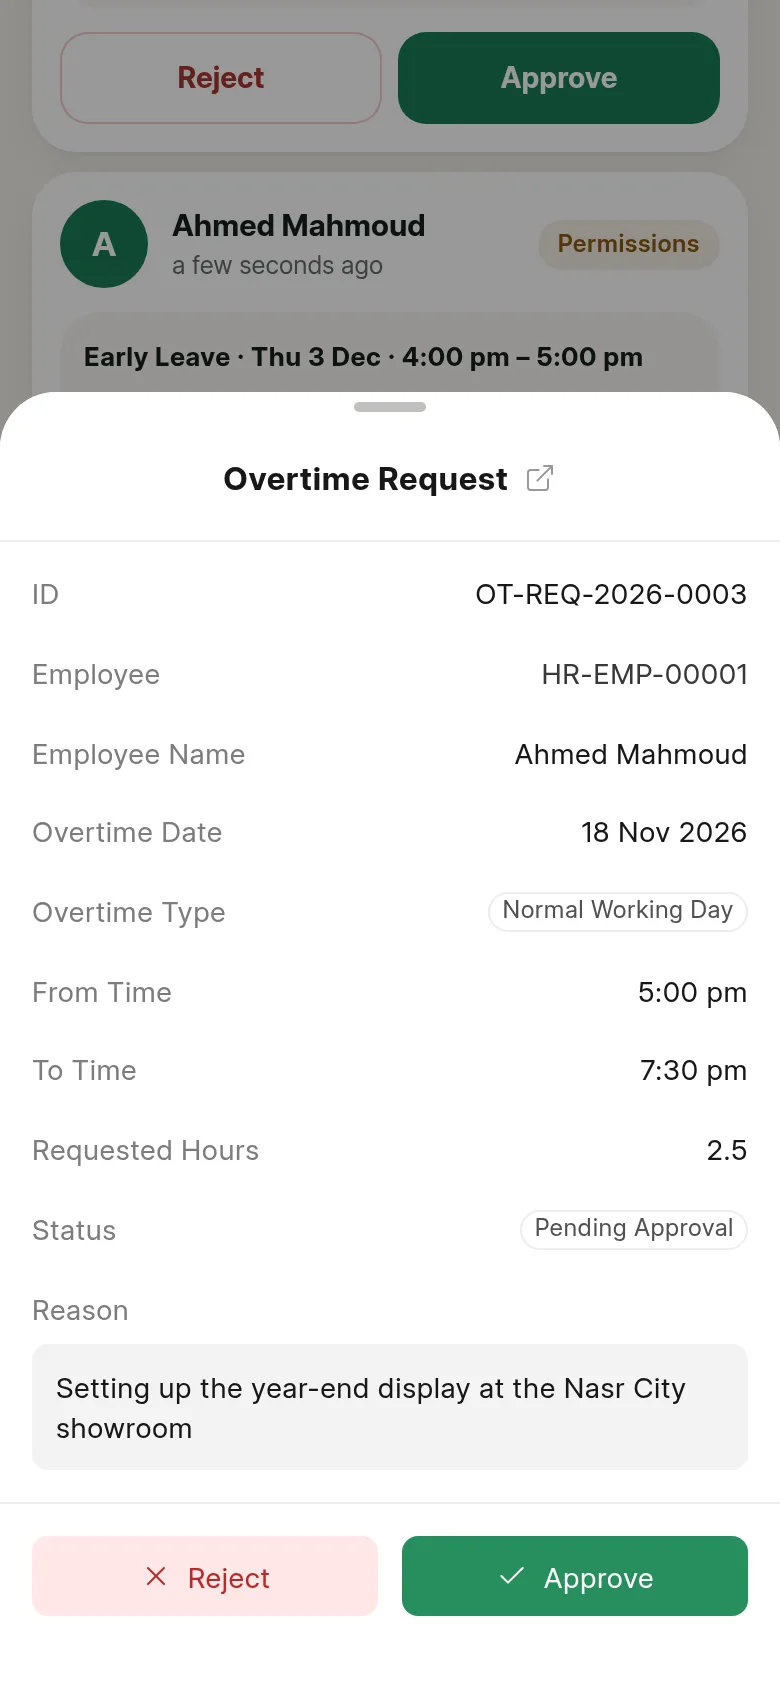 Reject
Approve
A
Ahmed Mahmoud
a few seconds ago
Permissions
Early Leave · Thu 3 Dec · 4:00 pm – 5:00 pm
Overtime Request
ID
OT-REQ-2026-0003
Employee
HR-EMP-00001
Employee Name
Ahmed Mahmoud
Overtime Date
18 Nov 2026
Overtime Type
Normal Working Day
From Time
5:00 pm
To Time
7:30 pm
Requested Hours
2.5
Status
Pending Approval
Reason
Setting up the year-end display at the Nasr City
showroom
Reject
Approve